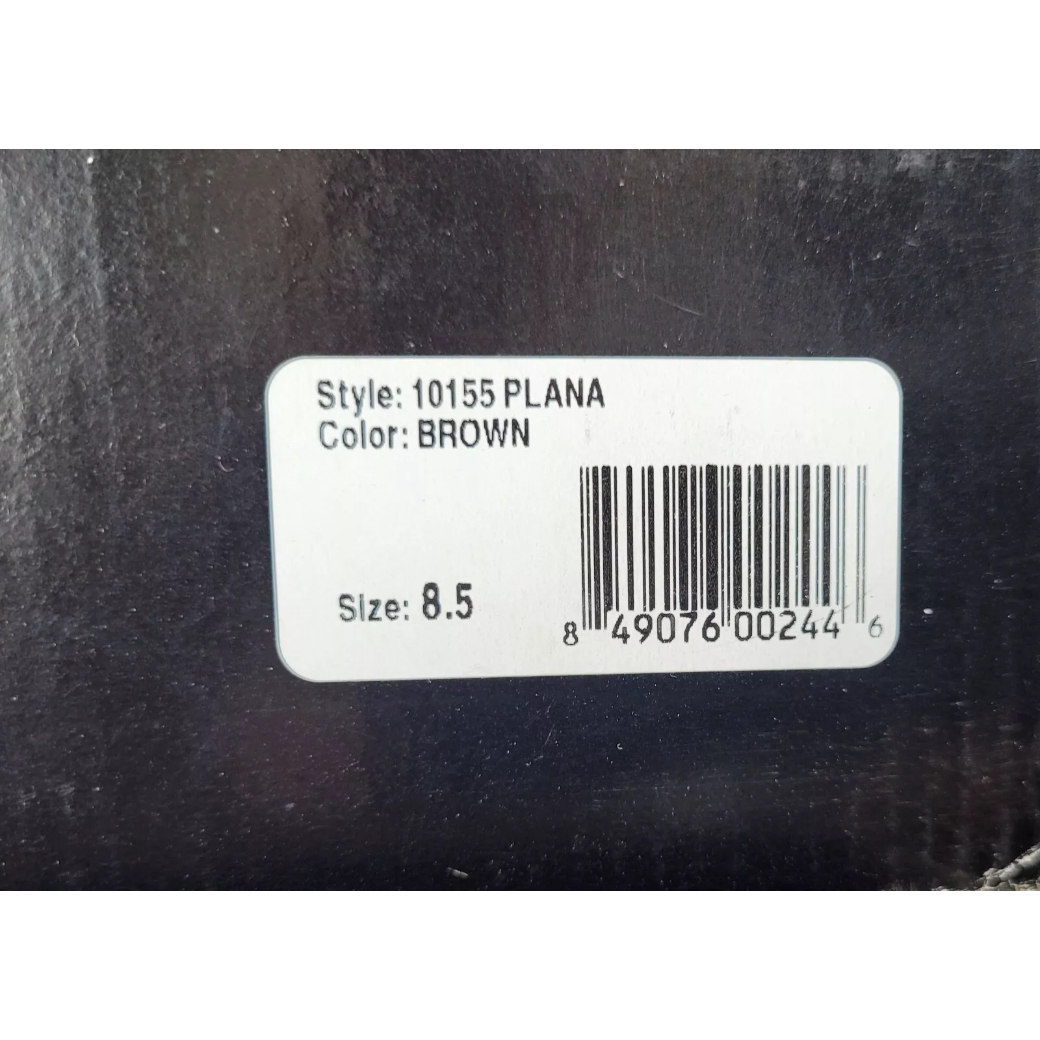 Style: 10155 PLANA
Color: BROWN
Size: 8.5
8 49076 00244 6